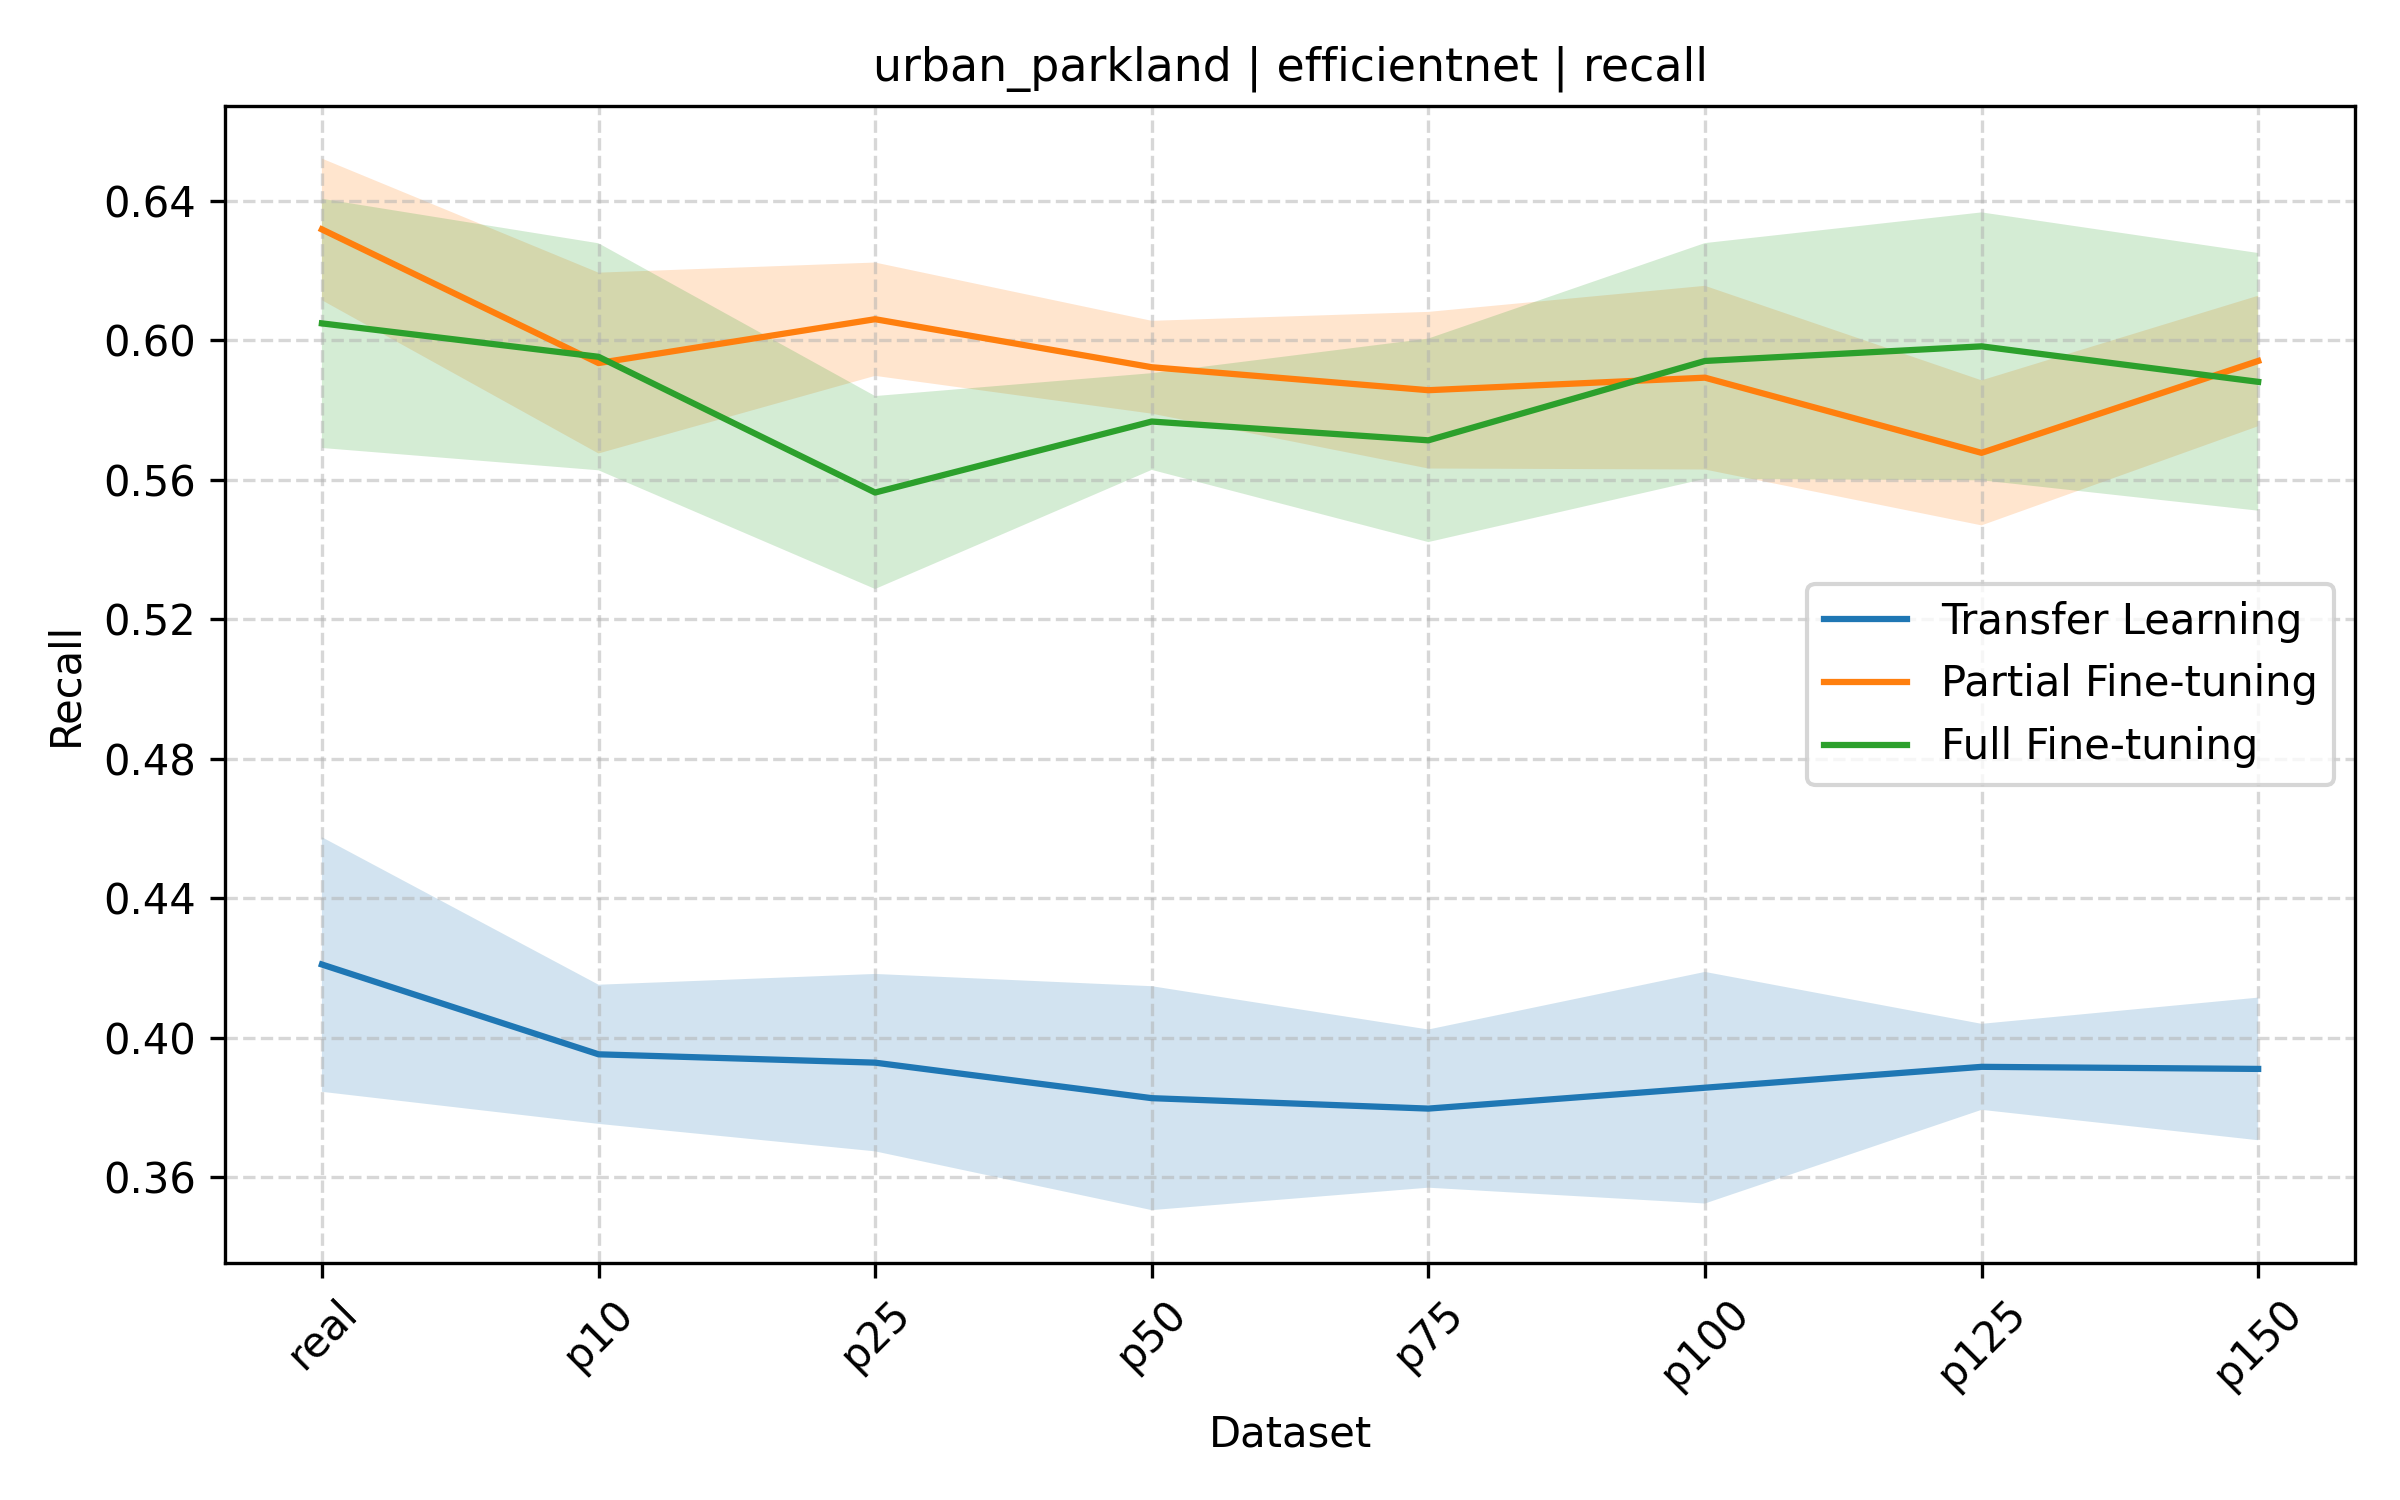 urban_parkland | efficientnet | recall
Recall
0.64
0.60
0.56
0.52
0.48
0.44
0.40
0.36
Transfer Learning
Partial Fine-tuning
Full Fine-tuning
real
p10
p25
p50
p75
p100
p125
p150
Dataset